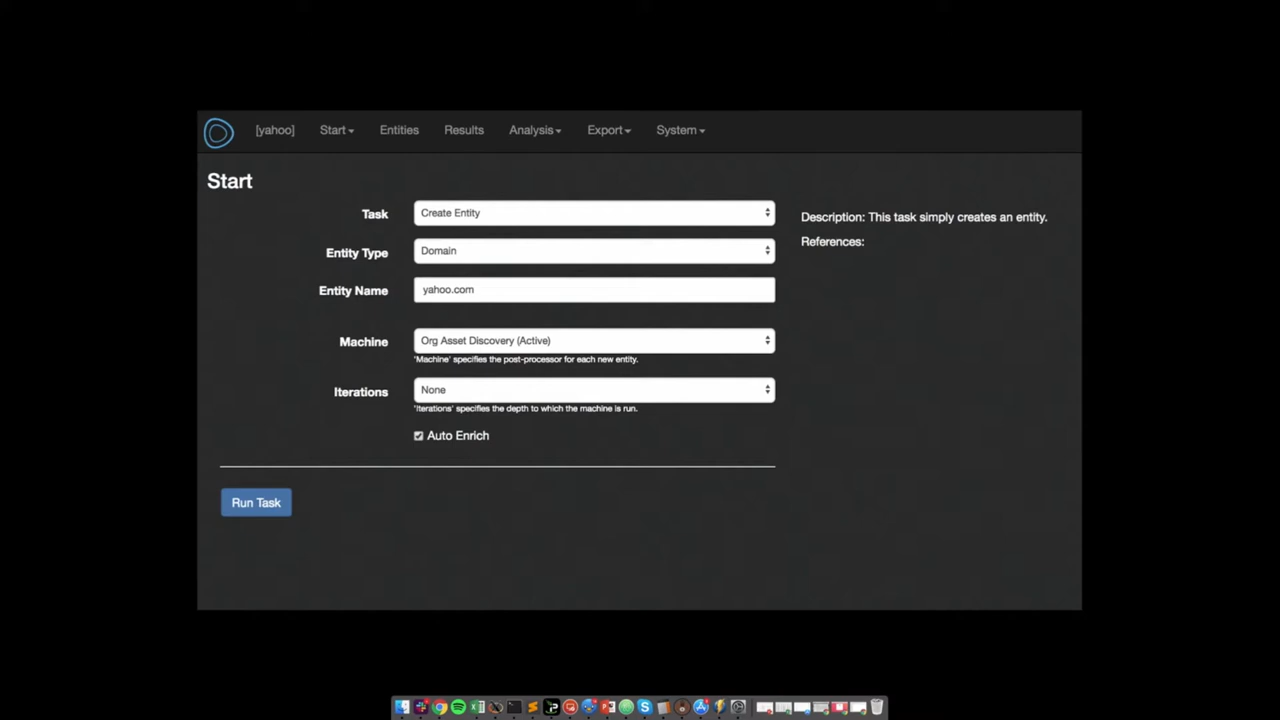 [yahoo] Start Entities Results Analysis Export System
Start
Task Create Entity
Description: This task simply creates an entity.
References:
Entity Type Domain
Entity Name yahoo.com
Machine Org Asset Discovery (Active)
'Machine' specifies the post-processor for each new entity.
Iterations None
'Iterations' specifies the depth to which the machine is run.
Auto Enrich
Run Task